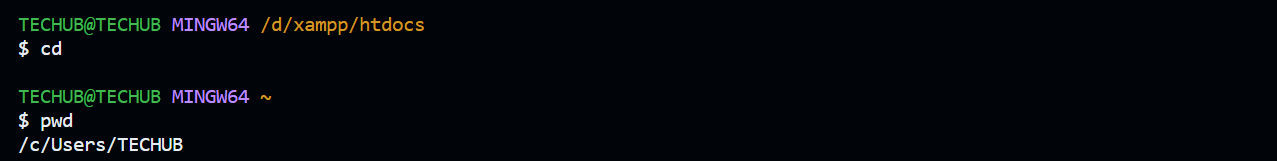 TECHUB@TECHUB MINGW64 /d/xampp/htdocs
$ cd
TECHUB@TECHUB MINGW64 ~
$ pwd
/c/Users/TECHUB